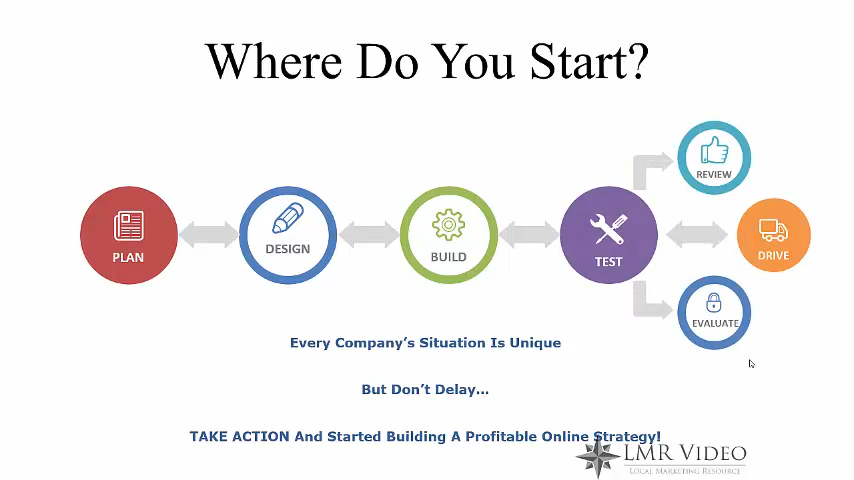 Where Do You Start?
REVIEW
PLAN
DESIGN
BUILD
TEST
DRIVE
EVALUATE
Every Company's Situation Is Unique
But Don't Delay...
TAKE ACTION And Started Building A Profitable Online Strategy!
LMR VIDEO
LOCAL MARKETING RESOURCE